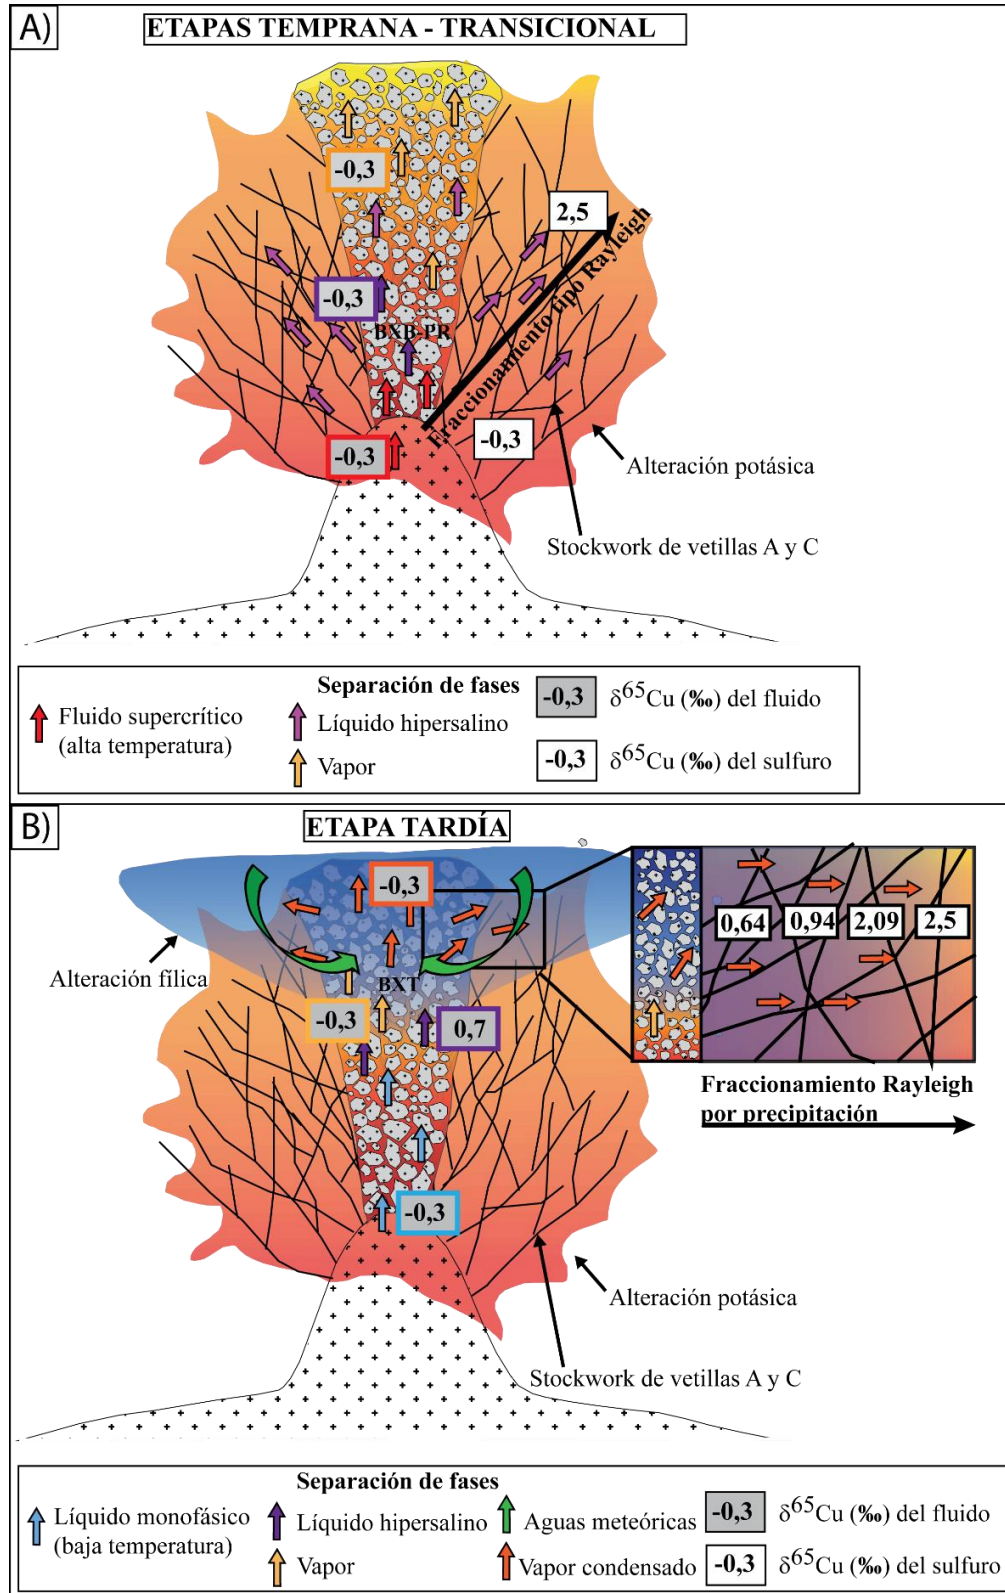 A)
ETAPAS TEMPRANA - TRANSICIONAL
-0,3
2,5
-0,3
BXB-PR
Fraccionamiento tipo Rayleigh
-0,3
-0,3
Alteración potásica
Stockwork de vetillas A y C
Separación de fases
Fluido supercrítico
(alta temperatura)
Líquido hipersalino
Vapor
-0,3 δ65Cu (‰) del fluido
-0,3 δ65Cu (‰) del sulfuro
B)
ETAPA TARDÍA
-0,3
0,64 0,94 2,09 2,5
Alteración fílica
BXT
-0,3
0,7
Fraccionamiento Rayleigh
por precipitación
-0,3
Alteración potásica
Stockwork de vetillas A y C
Separación de fases
Líquido monofásico
(baja temperatura)
Líquido hipersalino
Vapor
Aguas meteóricas
Vapor condensado
-0,3 δ65Cu (‰) del fluido
-0,3 δ65Cu (‰) del sulfuro